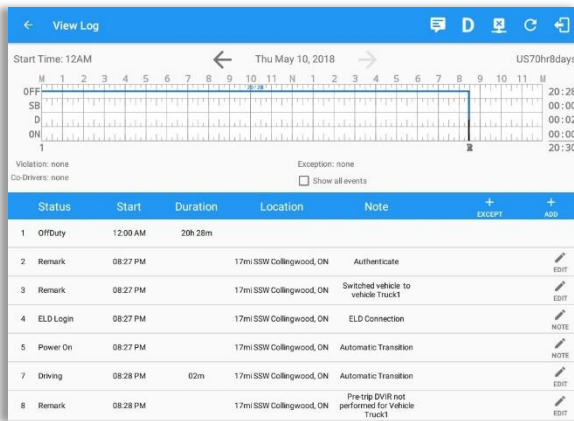 View Log
D
Start Time: 12AM
Thu May 10, 2018
US70hr8days
M 1 2 3 4 5 6 7 8 9 10 11 N 1 2 3 4 5 6 7 8 9 10 11 M
OFF 20:28 20:28
SB 00:00
D 00:02
ON 00:00
1 20:30
Violation: none
Exception: none
Co-Drivers: none
Show all events
Status Start Duration Location Note + EXCEPT + ADD
1 OffDuty 12:00 AM 20h 28m
2 Remark 08:27 PM 17mi SSW Collingwood, ON Authenticate EDIT
3 Remark 08:27 PM 17mi SSW Collingwood, ON Switched vehicle to
vehicle Truck1 EDIT
4 ELD Login 08:27 PM 17mi SSW Collingwood, ON ELD Connection NOTE
5 Power On 08:27 PM 17mi SSW Collingwood, ON Automatic Transition NOTE
7 Driving 08:28 PM 02m 17mi SSW Collingwood, ON Automatic Transition EDIT
8 Remark 08:28 PM 17mi SSW Collingwood, ON Pre-trip DVIR not
performed for Vehicle
Truck1 EDIT